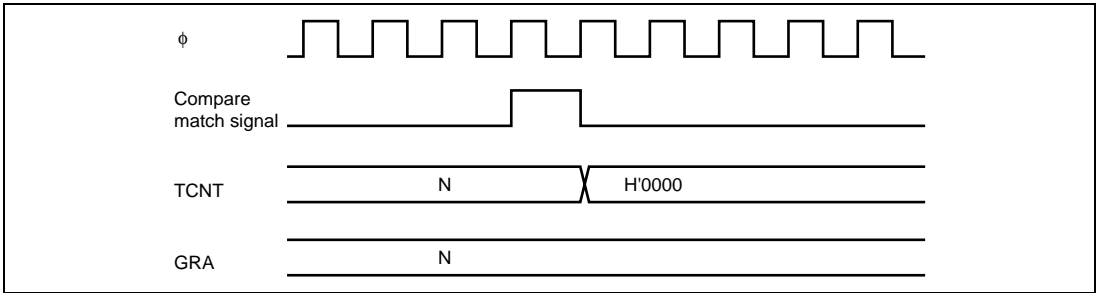 ϕ
Compare
match signal
TCNT N H'0000
GRA N